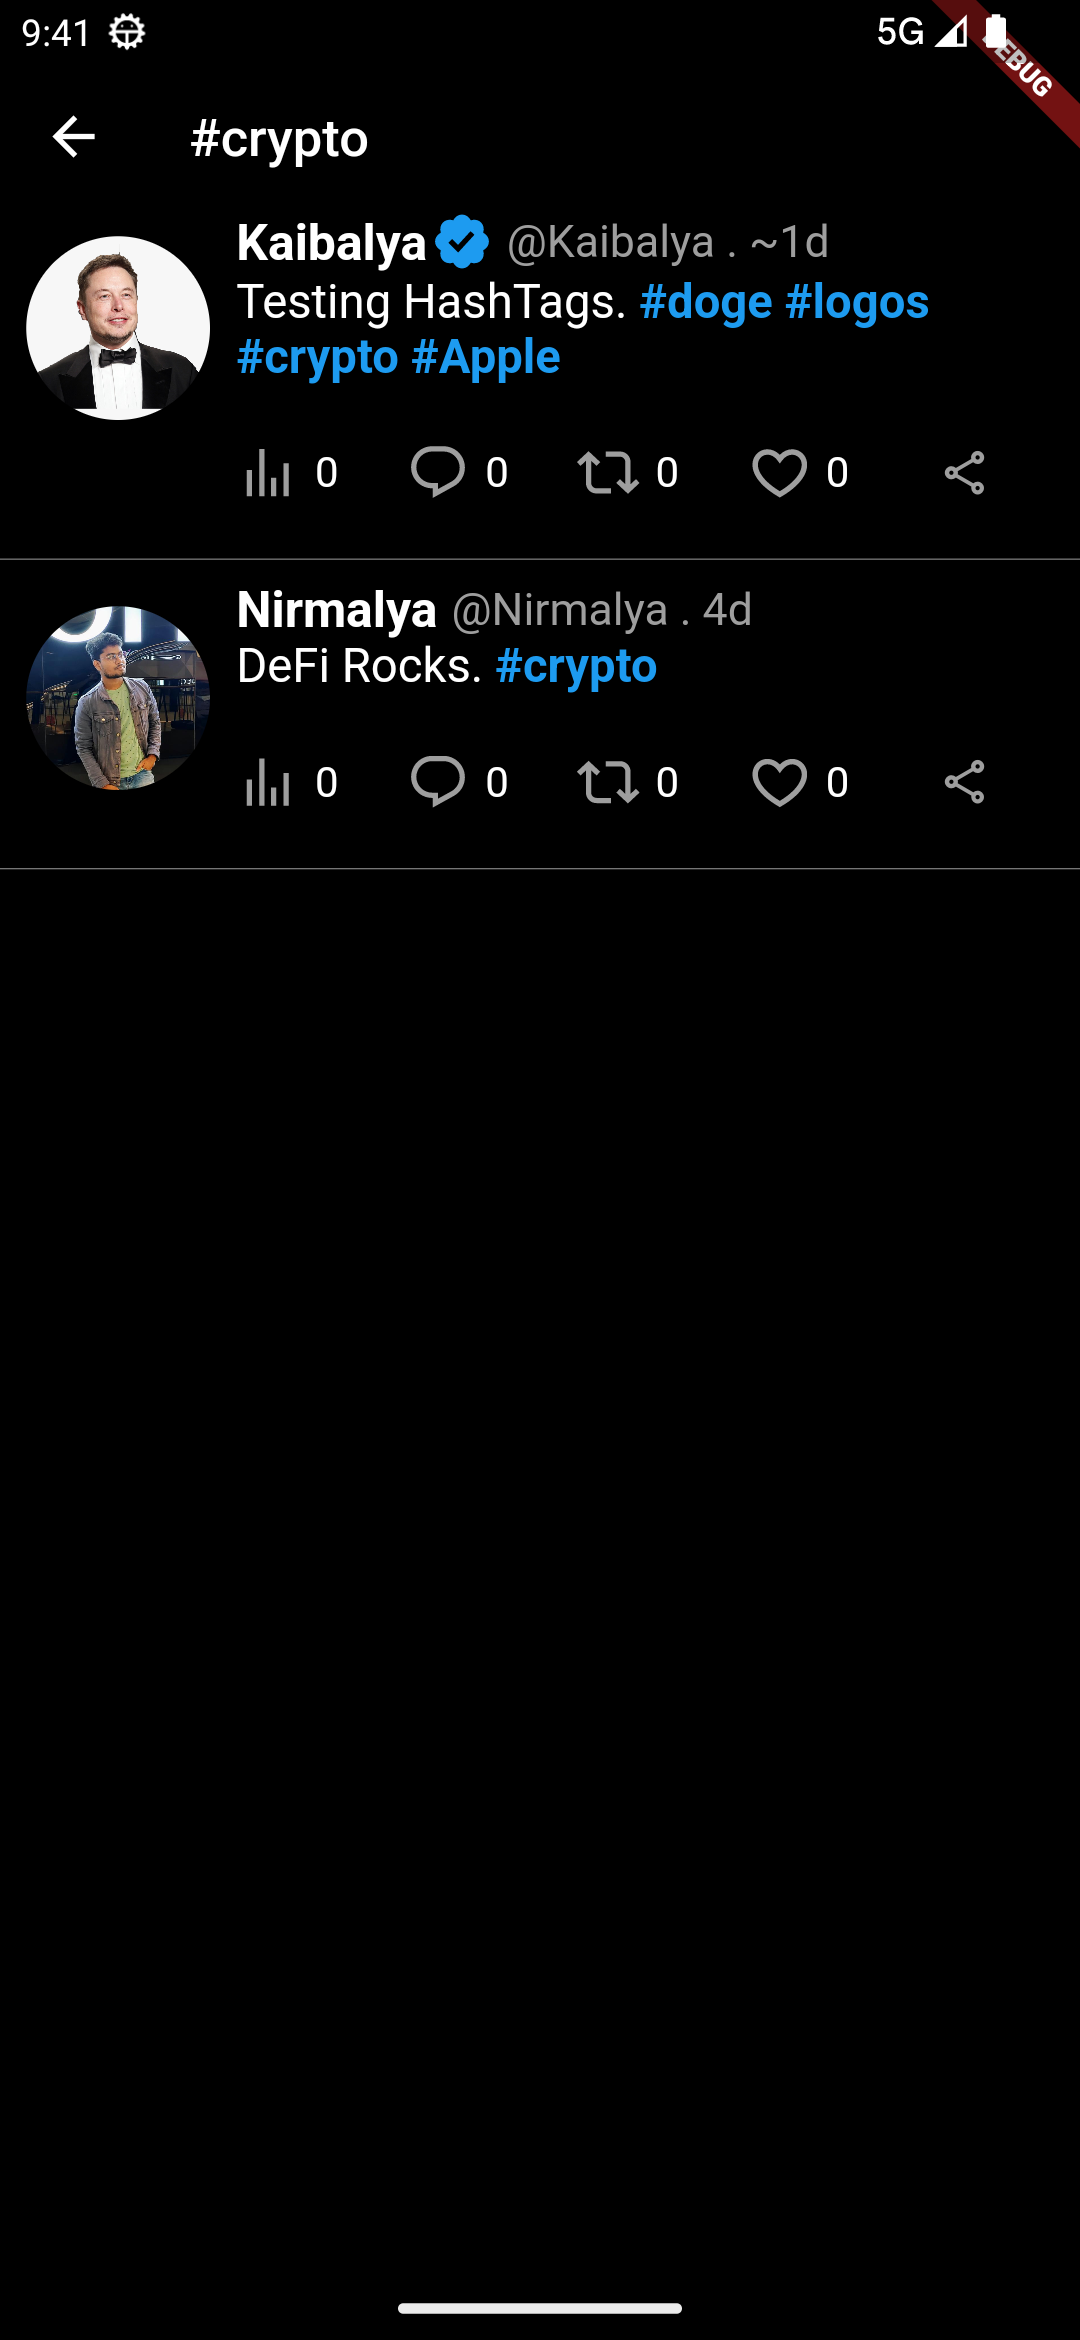 9:41 5G
DEBUG
#crypto
Kaibalya @Kaibalya . ~1d
Testing HashTags. #doge #logos
#crypto #Apple
0 0 0 0
Nirmalya @Nirmalya . 4d
DeFi Rocks. #crypto
0 0 0 0